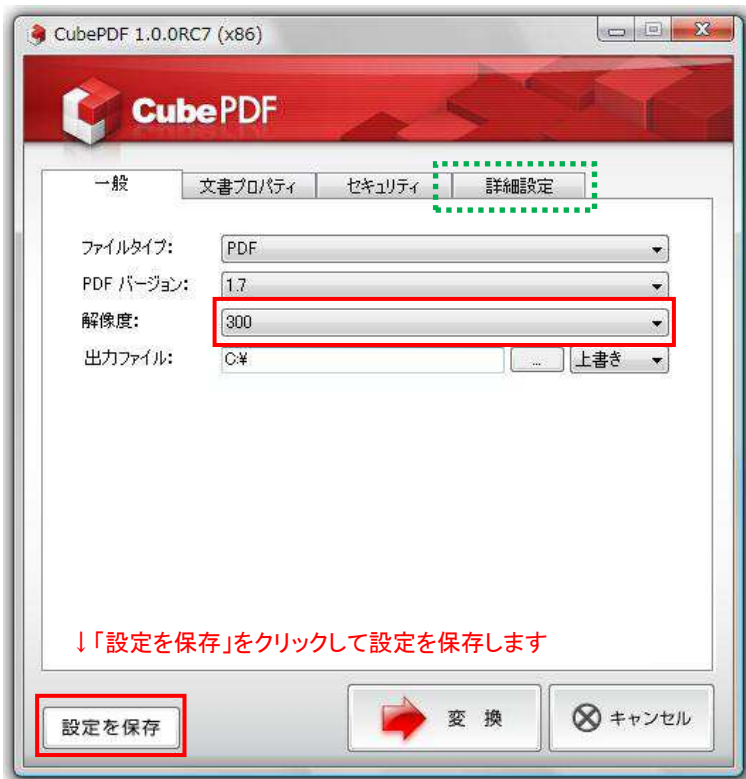 CubePDF 1.0.0RC7 (x86)
CubePDF
一般 文書プロパティ セキュリティ 詳細設定
ファイルタイプ: PDF
PDF バージョン: 1.7
解像度: 300
出力ファイル: C:¥ ... 上書き
↓「設定を保存」をクリックして設定を保存します
設定を保存 変 換 キャンセル